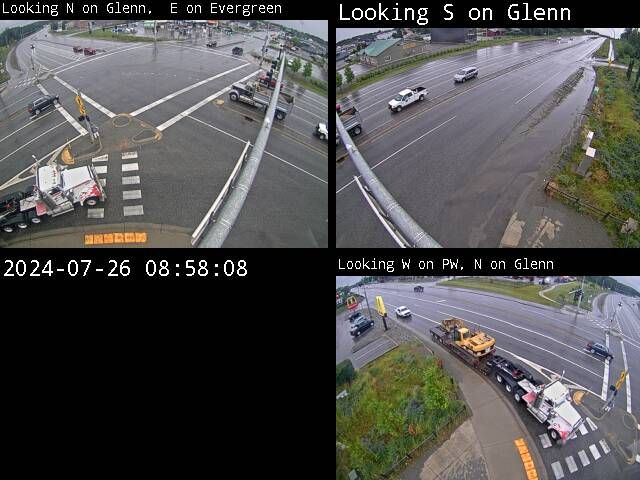 Looking N on Glenn,  E on Evergreen
Looking S on Glenn
2024-07-26 08:58:08
Looking W on PW, N on Glenn